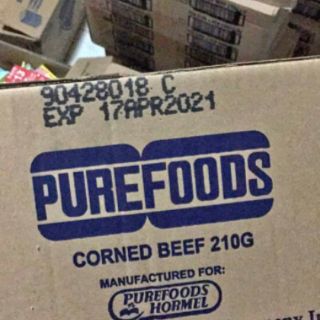 90428018 C
EXP 17APR2021
PUREFOODS
CORNED BEEF 210G
MANUFACTURED FOR:
PUREFOODS
HORMEL